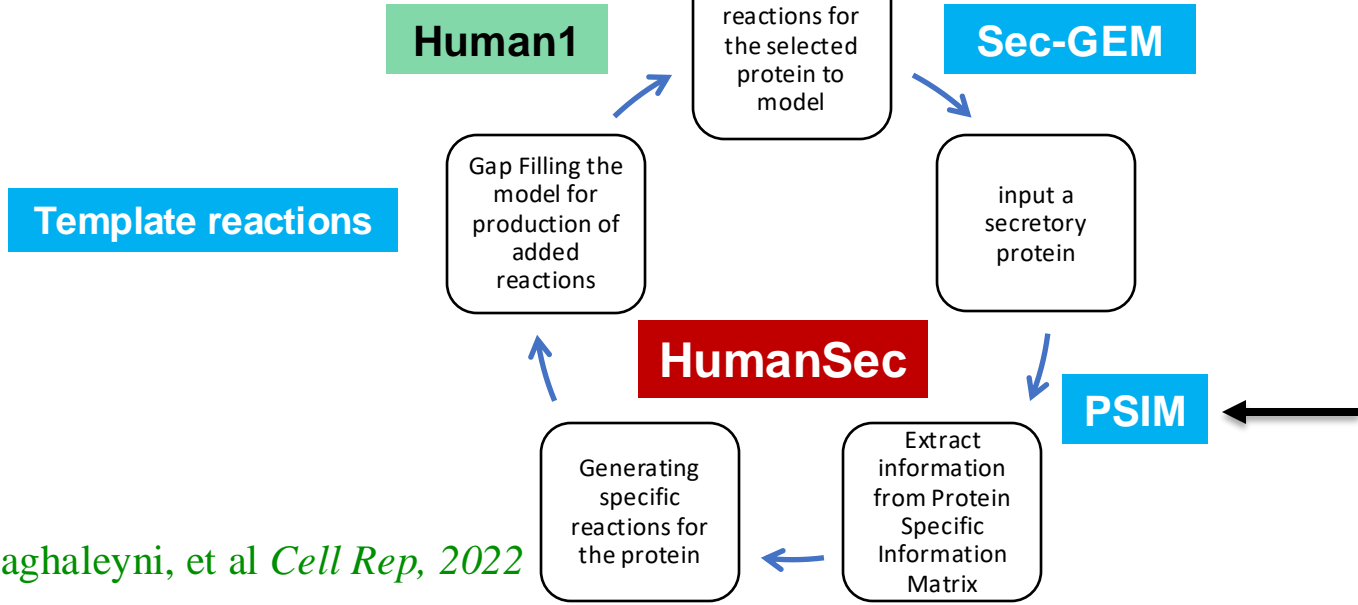 reactions for
the selected
protein to
model
Human1
Sec-GEM
Gap Filling the
model for
production of
added
reactions
input a
secretory
protein
Template reactions
HumanSec
PSIM
Generating
specific
reactions for
the protein
Extract
information
from Protein
Specific
Information
Matrix
aghaleyni, et al Cell Rep, 2022